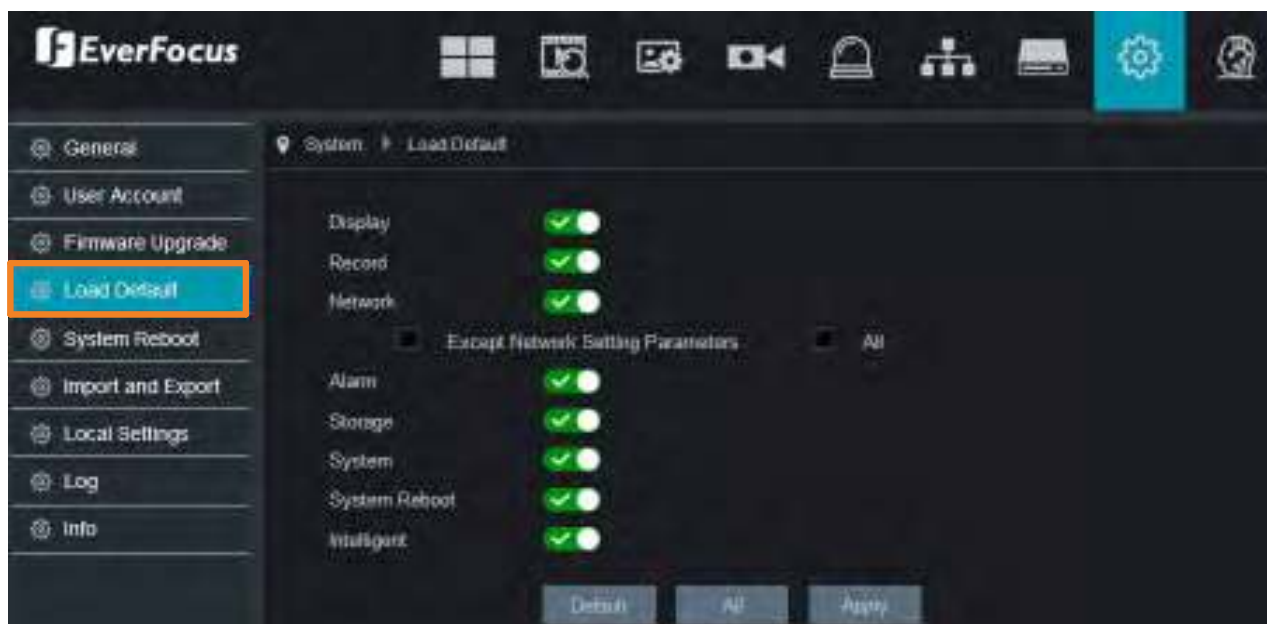 EverFocus
General
System Load Default
User Account
Firmware Upgrade
Load Default
System Reboot
Import and Export
Local Settings
Log
Info
Display
Record
Network
Except Network Setting Parameters All
Alarm
Storage
System
System Reboot
Intelligent
Default All Apply